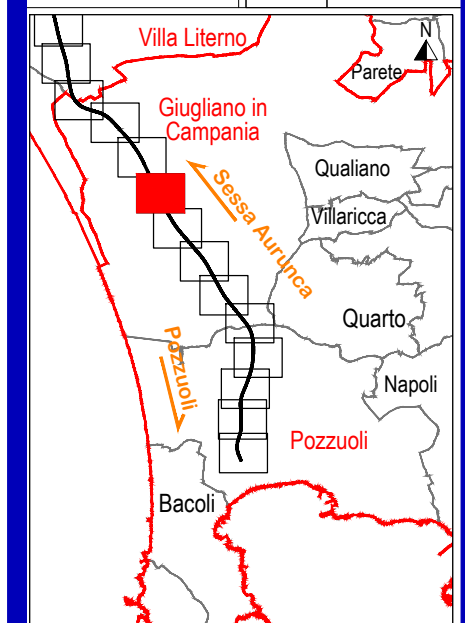 Villa Literno
N
Parete
Giugliano in
Campania
Qualiano
Sessa Aurunca
Villaricca
Quarto
Pozzuoli
Napoli
Pozzuoli
Bacoli